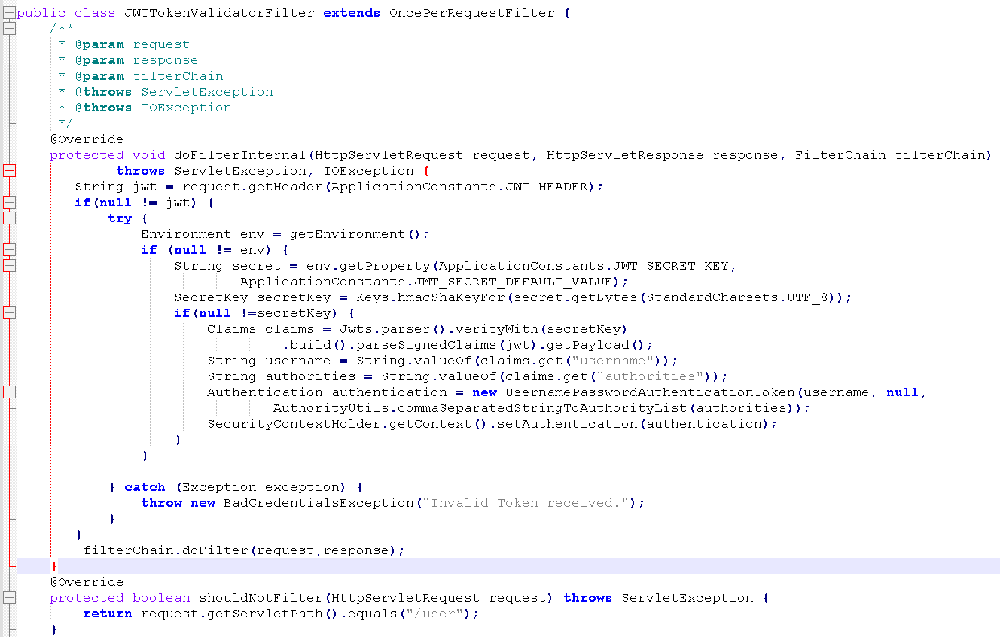 public class JWTTokenValidatorFilter extends OncePerRequestFilter {
/**
* @param request
* @param response
* @param filterChain
* @throws ServletException
* @throws IOException
*/
@Override
protected void doFilterInternal(HttpServletRequest request, HttpServletResponse response, FilterChain filterChain)
throws ServletException, IOException {
String jwt = request.getHeader(ApplicationConstants.JWT_HEADER);
if(null != jwt) {
try {
Environment env = getEnvironment();
if (null != env) {
String secret = env.getProperty(ApplicationConstants.JWT_SECRET_KEY,
ApplicationConstants.JWT_SECRET_DEFAULT_VALUE);
SecretKey secretKey = Keys.hmacShaKeyFor(secret.getBytes(StandardCharsets.UTF_8));
if(null !=secretKey) {
Claims claims = Jwts.parser().verifyWith(secretKey)
.build().parseSignedClaims(jwt).getPayload();
String username = String.valueOf(claims.get("username"));
String authorities = String.valueOf(claims.get("authorities"));
Authentication authentication = new UsernamePasswordAuthenticationToken(username, null,
AuthorityUtils.commaSeparatedStringToAuthorityList(authorities));
SecurityContextHolder.getContext().setAuthentication(authentication);
}
}
} catch (Exception exception) {
throw new BadCredentialsException("Invalid Token received!");
}
}
filterChain.doFilter(request,response);
}
@Override
protected boolean shouldNotFilter(HttpServletRequest request) throws ServletException {
return request.getServletPath().equals("/user");
}